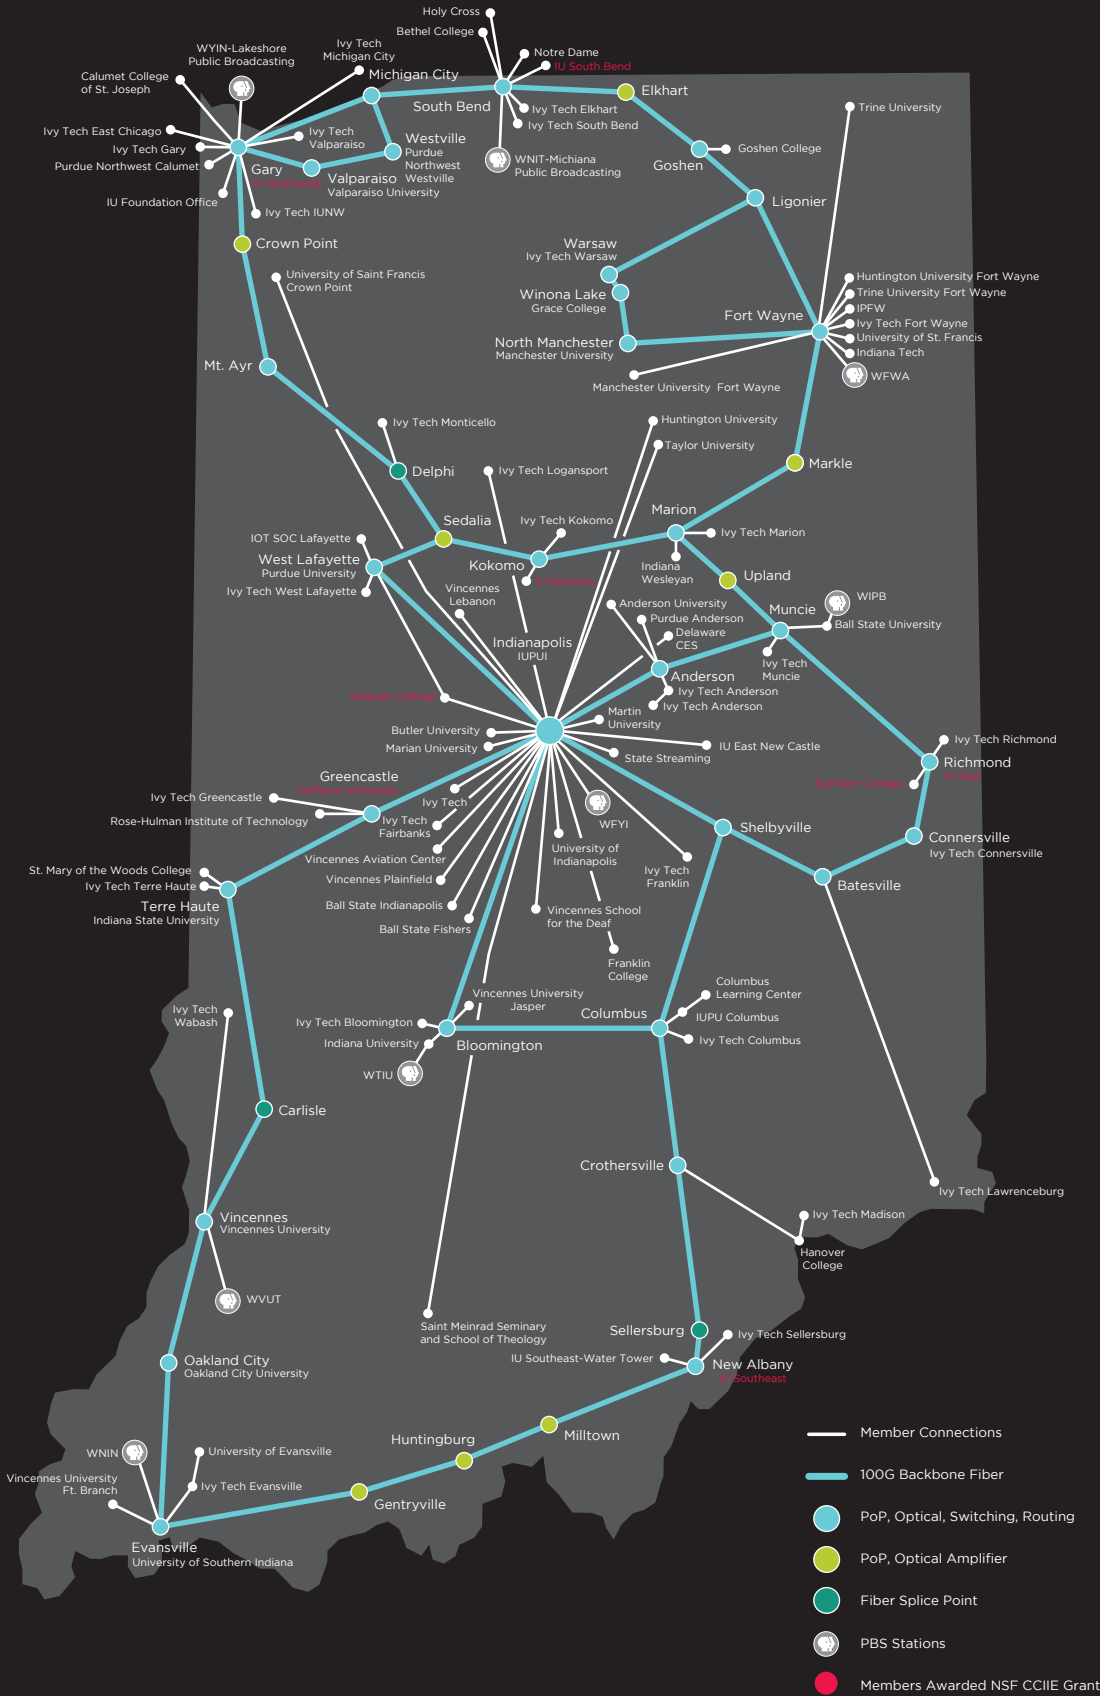 Holy Cross
Bethel College
Notre Dame
IU South Bend
Ivy Tech
Michigan City
WYIN-Lakeshore
Public Broadcasting
Calumet College
of St. Joseph
Michigan City
South Bend
Elkhart
Ivy Tech Elkhart
Ivy Tech South Bend
Trine University
Ivy Tech East Chicago
Ivy Tech
Valparaiso
Ivy Tech Gary
Westville
Purdue
Northwest
Westville
Purdue Northwest Calumet
Gary
Valparaiso
Valparaiso University
WNIT-Michiana
Public Broadcasting
Goshen College
Goshen
IU Foundation Office
Ivy Tech IUNW
Ligonier
Crown Point
Warsaw
Ivy Tech Warsaw
University of Saint Francis
Crown Point
Winona Lake
Grace College
Huntington University Fort Wayne
Trine University Fort Wayne
IPFW
Fort Wayne
Ivy Tech Fort Wayne
University of St. Francis
Indiana Tech
North Manchester
Manchester University
WFWA
Mt. Ayr
Manchester University Fort Wayne
Ivy Tech Monticello
Huntington University
Taylor University
Delphi
Ivy Tech Logansport
Markle
Marion
Sedalia
Ivy Tech Kokomo
Ivy Tech Marion
IOT SOC Lafayette
West Lafayette
Purdue University
Kokomo
IU Kokomo
Indiana
Wesleyan
Upland
Ivy Tech West Lafayette
Vincennes
Lebanon
Anderson University
Muncie
WIPB
Purdue Anderson
Ball State University
Delaware
CES
Indianapolis
IUPUI
Ivy Tech
Muncie
Anderson
Ivy Tech Anderson
Ivy Tech Anderson
Wabash College
Martin
University
Butler University
Marian University
IU East New Castle
State Streaming
Ivy Tech Richmond
Richmond
IU East
Earlham College
Greencastle
DePauw University
Ivy Tech Greencastle
Rose-Hulman Institute of Technology
Ivy Tech
Ivy Tech
Fairbanks
WFYI
Shelbyville
Connersville
Ivy Tech Connersville
University of
Indianapolis
Vincennes Aviation Center
Ivy Tech
Franklin
St. Mary of the Woods College
Ivy Tech Terre Haute
Vincennes Plainfield
Batesville
Terre Haute
Indiana State University
Ball State Indianapolis
Ball State Fishers
Vincennes School
for the Deaf
Franklin
College
Columbus
Learning Center
Vincennes University
Jasper
Ivy Tech
Wabash
Columbus
IUPU Columbus
Ivy Tech Bloomington
Ivy Tech Columbus
Indiana University
Bloomington
WTIU
Carlisle
Crothersville
Ivy Tech Lawrenceburg
Vincennes
Vincennes University
Ivy Tech Madison
Hanover
College
WVUT
Saint Meinrad Seminary
and School of Theology
Sellersburg
Ivy Tech Sellersburg
IU Southeast-Water Tower
New Albany
IU Southeast
Oakland City
Oakland City University
Milltown
Huntingburg
WNIN
University of Evansville
Vincennes University
Ft. Branch
Ivy Tech Evansville
Gentryville
Evansville
University of Southern Indiana
Member Connections
100G Backbone Fiber
PoP, Optical, Switching, Routing
PoP, Optical Amplifier
Fiber Splice Point
PBS Stations
Members Awarded NSF CCIIE Grant